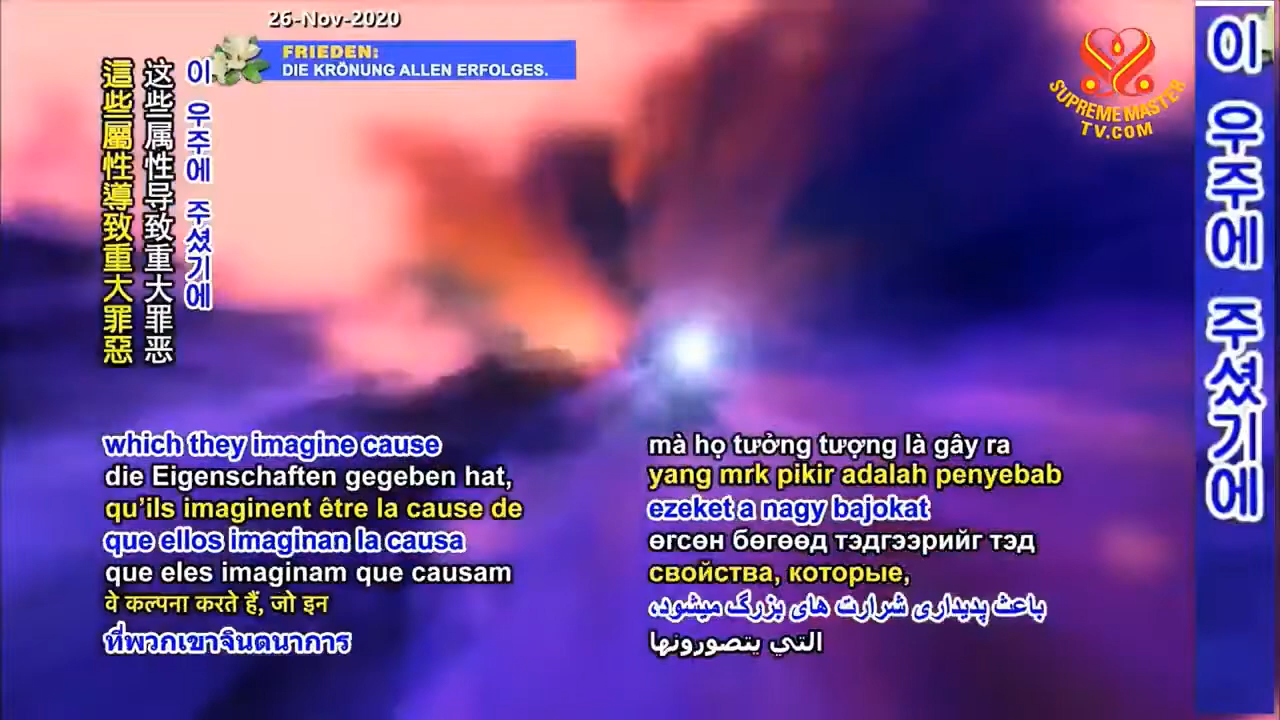 26-Nov-2020
FRIEDEN:
DIE KRÖNUNG ALLEN ERFOLGES.
SUPREME MASTER
TV.COM
這些屬性導致重大罪惡
这些属性导致重大罪恶
이 우주에 주셨기에
이 우주에 주셨기에
which they imagine cause
die Eigenschaften gegeben hat,
qu’ils imaginent être la cause de
que ellos imaginan la causa
que eles imaginam que causam
वे कल्पना करते हैं, जो इन
ที่พวกเขาจินตนาการ
mà họ tưởng tượng là gây ra
yang mrk pikir adalah penyebab
ezeket a nagy bajokat
өгсөн бөгөөд тэдгээрийг тэд
свойства, которые,
باعث پدیداری شرارت های بزرگ میشود،
التي يتصورونها